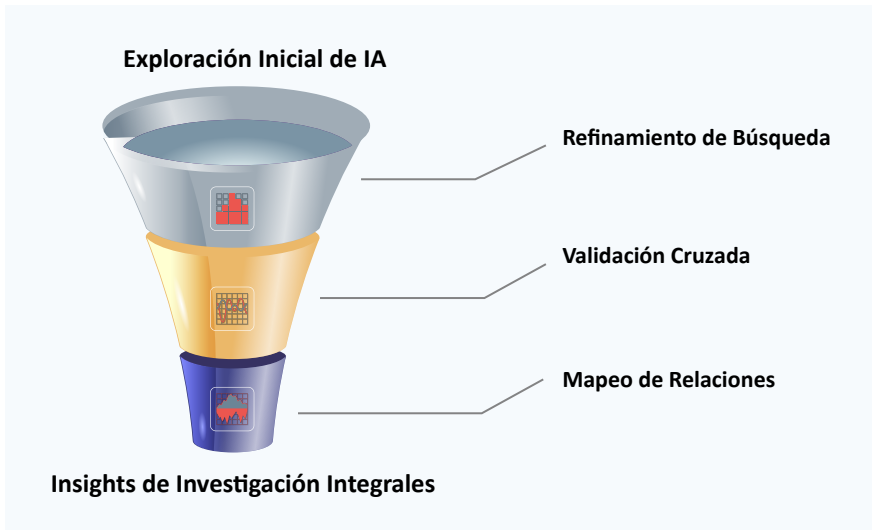 Exploración Inicial de IA
Refinamiento de Búsqueda
Validación Cruzada
Mapeo de Relaciones
Insights de Investigación Integrales